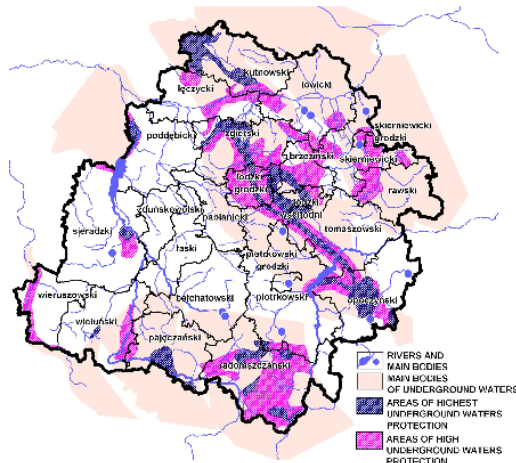 kutnowski
łęczycki
łowicki
skierniewicki
grodzki
poddębicki
zgierski
brzeziński
skierniewicki
łódzki
grodzki
rawski
łódzki
wschodni
zduńskowolski
pabianicki
sieradzki
tomaszowski
łaski
piotrkowski
grodzki
wieruszowski
bełchatowski
piotrkowski
opoczyński
wieluński
pajęczański
radomszczański
RIVERS AND
MAIN BODIES
MAIN BODIES
OF UNDERGROUND WATERS
AREAS OF HIGHEST
UNDERGROUND WATERS
PROTECTION
AREAS OF HIGH
UNDERGROUND WATERS
PROTECTION